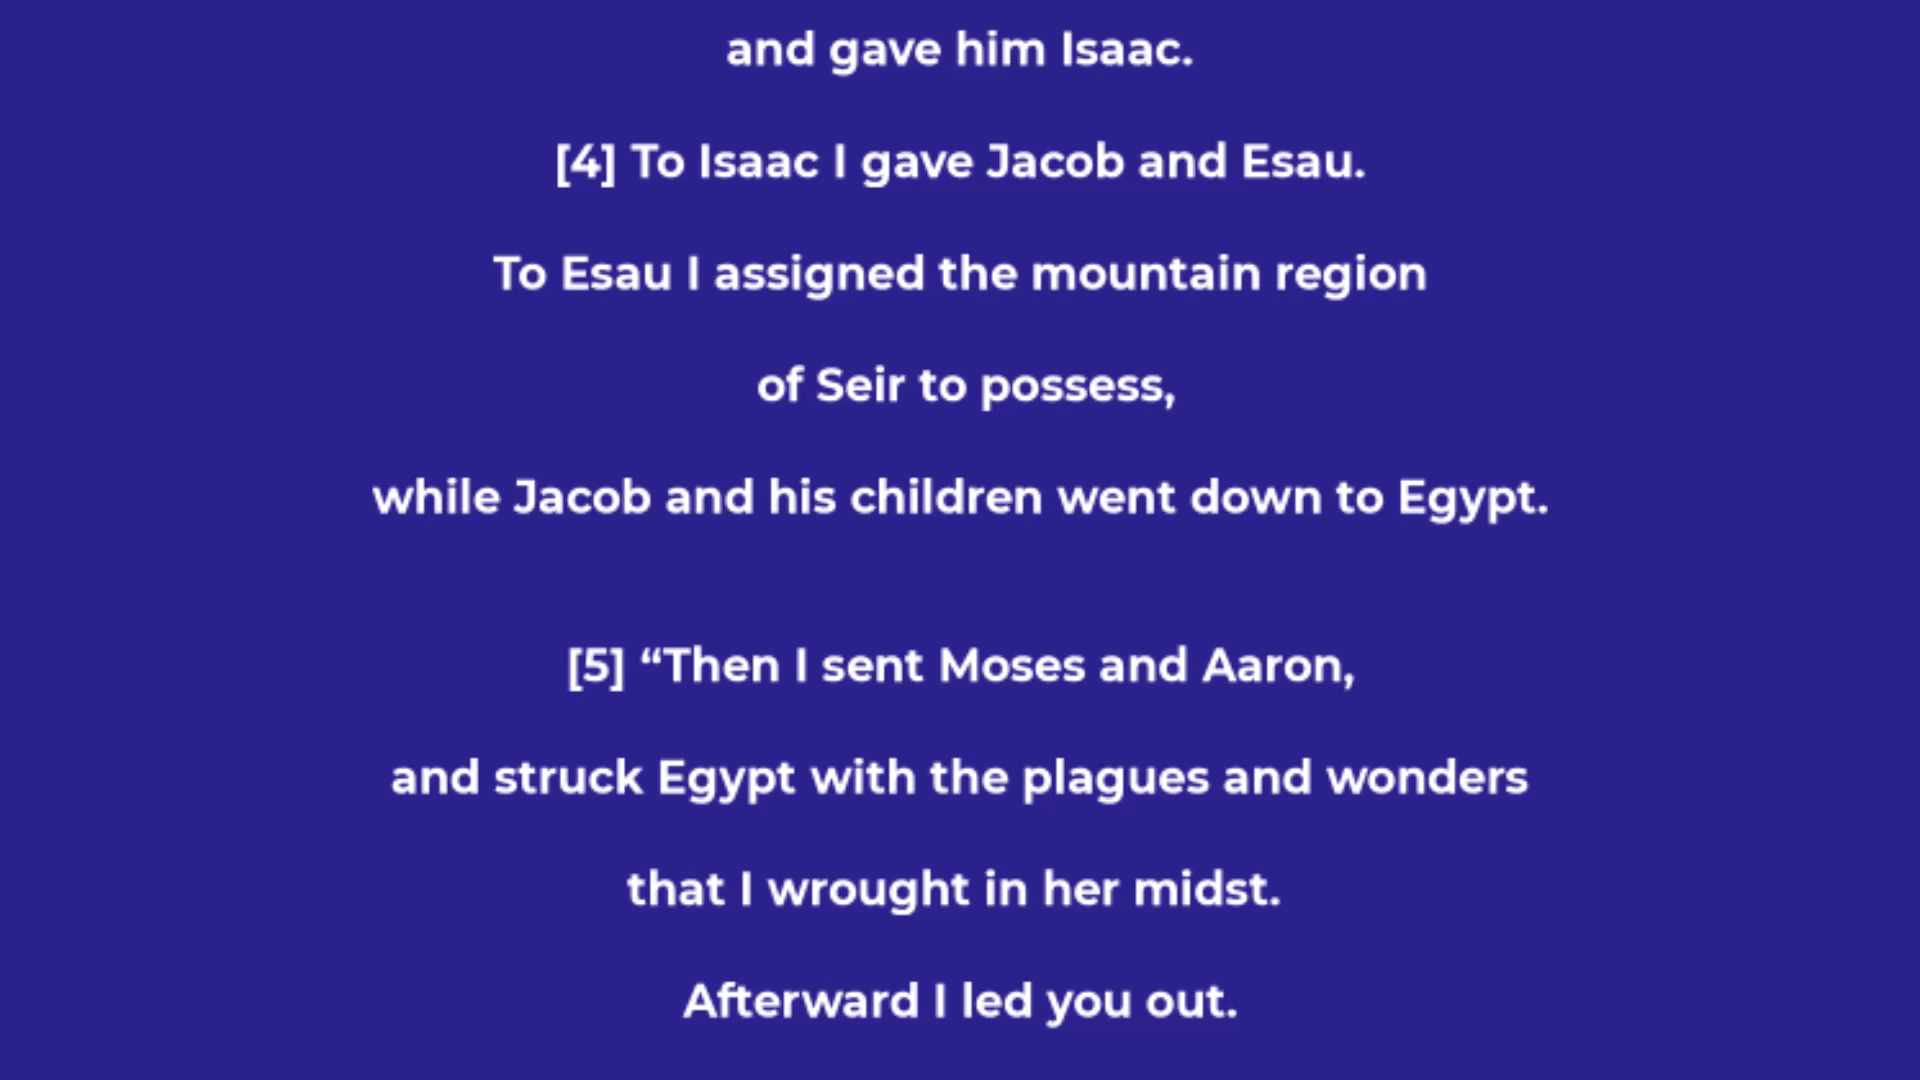 and gave him Isaac.
[4] To Isaac I gave Jacob and Esau.
To Esau I assigned the mountain region
of Seir to possess,
while Jacob and his children went down to Egypt.
[5] “Then I sent Moses and Aaron,
and struck Egypt with the plagues and wonders
that I wrought in her midst.
Afterward I led you out.